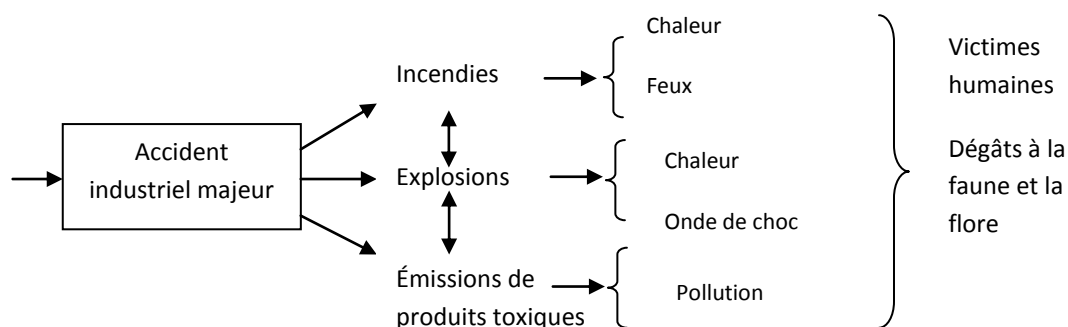 Accident
industriel majeur
Incendies
Explosions
Émissions de
produits toxiques
Chaleur
Feux
Chaleur
Onde de choc
Pollution
Victimes
humaines
Dégâts à la
faune et la
flore